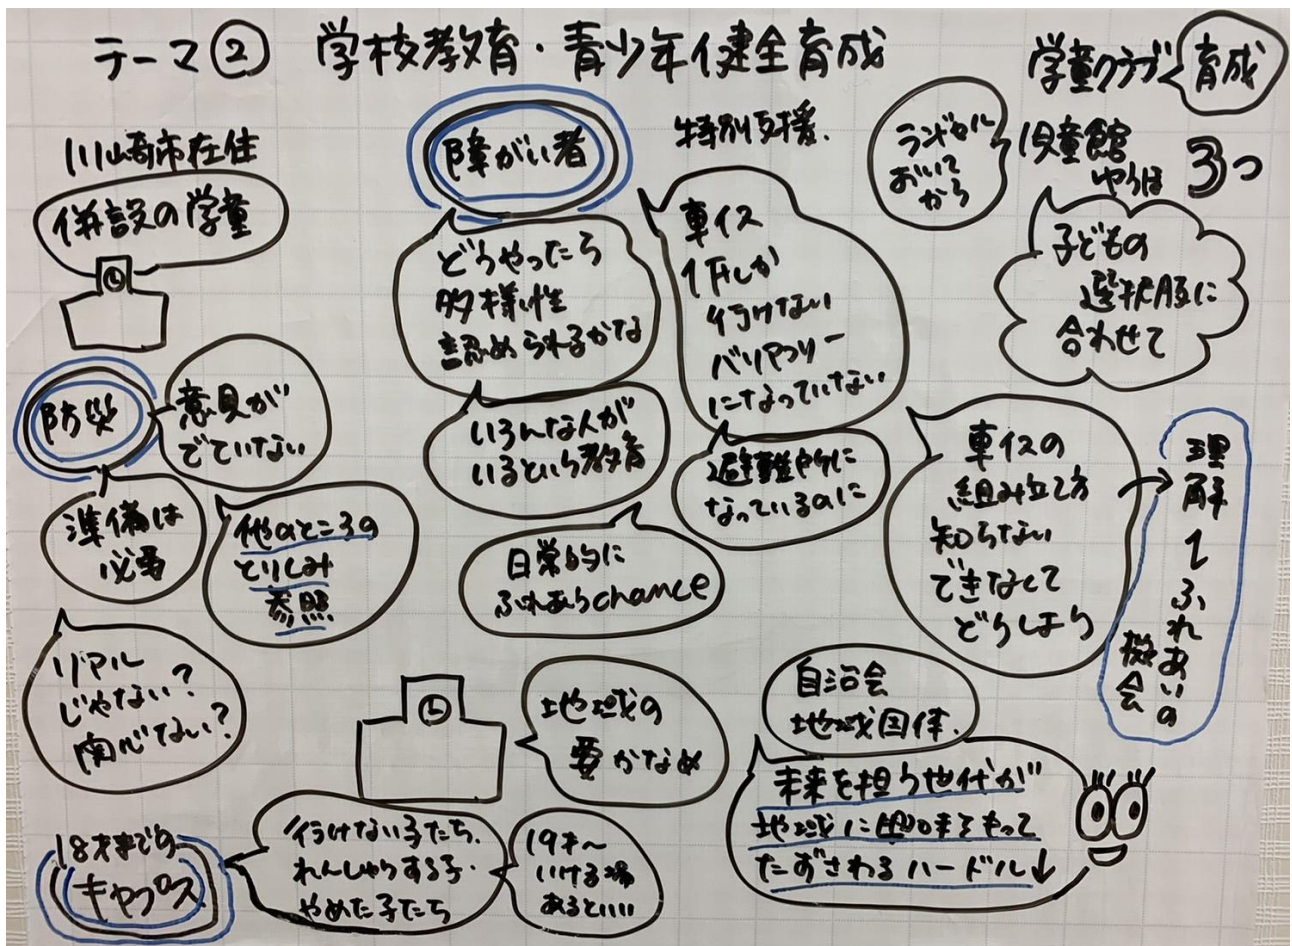 テーマ② 学校教育・青少年健全育成
学童クラブ 育成
川崎市在住
併設の学童
障がい者
特別支援.
ランドセル
おいて
から
児童館
3つ
子どもの
選択肢に
合わせて
どうやったら
多様性
認められるかな
いろんな人が
いるという教育
日常的に
ふれあうchance
車イス
1Fしか
行けない
バリアフリー
になっていない
避難所に
なっているのに
車イスの
組み立て方
知らない
できなくて
どうしよう
理解
ふれあいの
機会
防災
意見が
でていない
準備は
必要
他のところの
とりくみ
参照
リアル
じゃない?
関心ない?
地域の
要かなめ
自治会
地域団体.
未来を担う世代が
地域に興味をもって
たずさわるハードル↓
18才までの
キャプス
行けない子たち.
れんしゅうする子.
やめた子たち
19才〜
いける場
あるといい